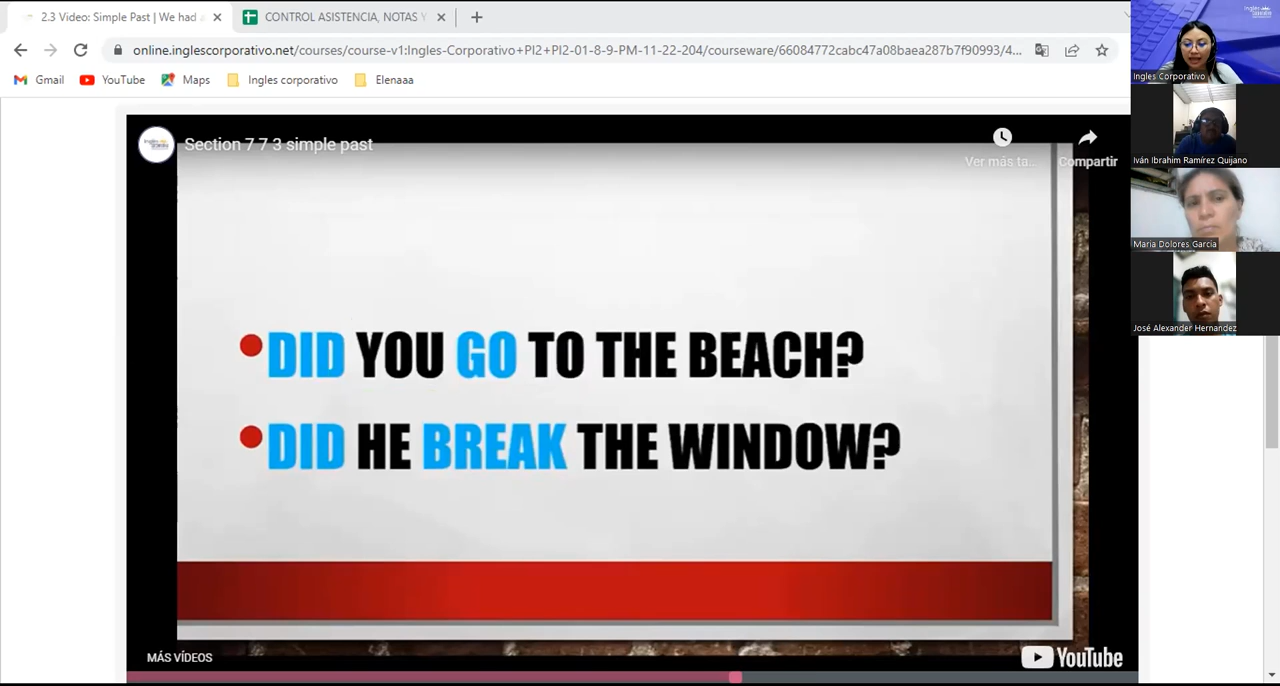 2.3 Video: Simple Past | We had a
CONTROL ASISTENCIA, NOTAS Y
online.inglescorporativo.net/courses/course-v1:Ingles-Corporativo+PI2+PI2-01-8-9-PM-11-22-204/courseware/66084772cabc47a08baea287b7f90993/4...
Gmail
YouTube
Maps
Ingles corporativo
Elenaaa
Section 7 7 3 simple past
Ver más ta...
Compartir
•DID YOU GO TO THE BEACH?
•DID HE BREAK THE WINDOW?
MÁS VÍDEOS
YouTube
Ingles Corporativo
Iván Ibrahim Ramírez Quijano
Maria Dolores García
José Alexander Hernandez